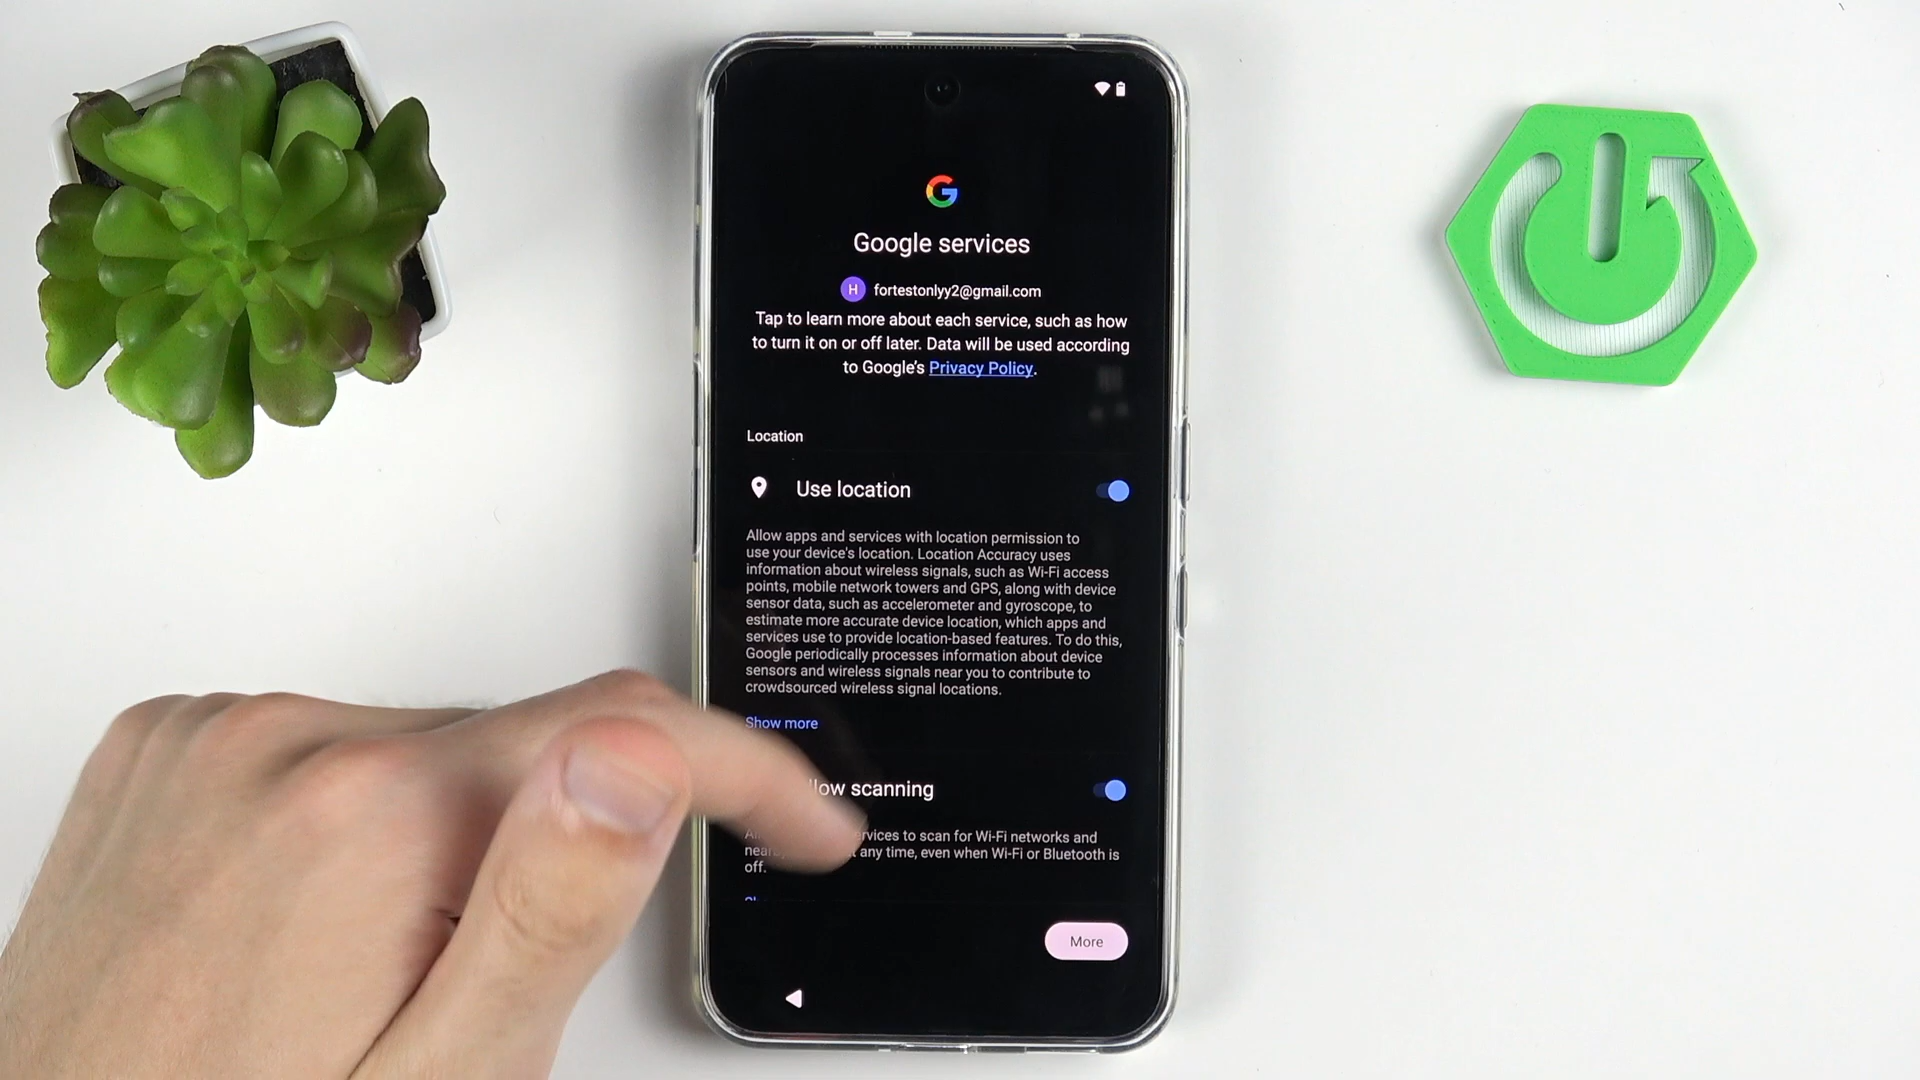 Google services
H fortestonlyy2@gmail.com
Tap to learn more about each service, such as how
to turn it on or off later. Data will be used according
to Google's Privacy Policy.
Location
Use location
Allow apps and services with location permission to
use your device's location. Location Accuracy uses
information about wireless signals, such as Wi-Fi access
points, mobile network towers and GPS, along with device
sensor data, such as accelerometer and gyroscope, to
estimate more accurate device location, which apps and
services use to provide location-based features. To do this,
Google periodically processes information about device
sensors and wireless signals near you to contribute to
crowdsourced wireless signal locations.
Show more
scanning
to scan for Wi-Fi networks and
any time, even when Wi-Fi or Bluetooth is
off.
More